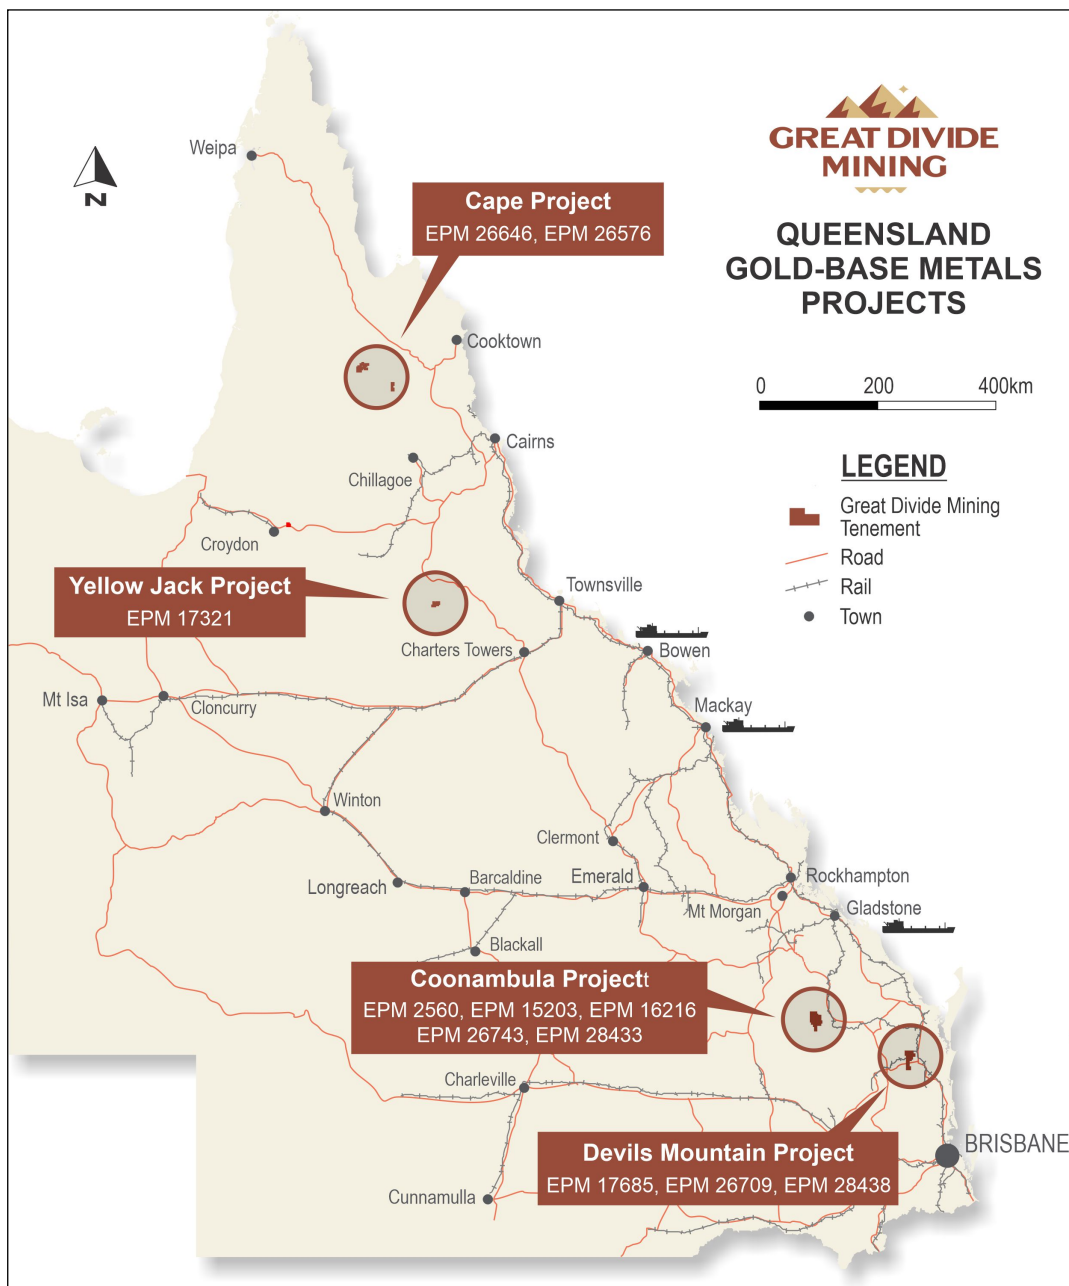 GREAT DIVIDE
MINING
QUEENSLAND
GOLD-BASE METALS
PROJECTS
0 200 400km
LEGEND
Great Divide Mining
Tenement
Road
Rail
Town
N
Weipa
Cape Project
EPM 26646, EPM 26576
Cooktown
Cairns
Chillagoe
Croydon
Yellow Jack Project
EPM 17321
Townsville
Charters Towers
Bowen
Mt Isa
Cloncurry
Mackay
Winton
Clermont
Longreach
Barcaldine
Emerald
Rockhampton
Mt Morgan
Gladstone
Blackall
Coonambula Projectt
EPM 2560, EPM 15203, EPM 16216
EPM 26743, EPM 28433
Charleville
Devils Mountain Project
EPM 17685, EPM 26709, EPM 28438
BRISBANE
Cunnamulla